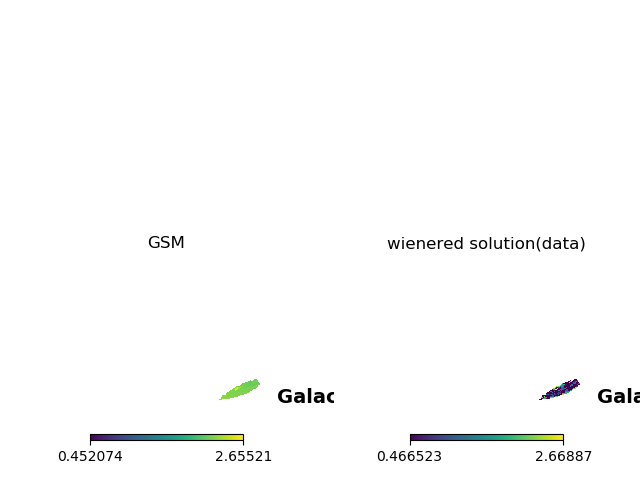 GSM
wienered solution(data)
Galac
Gala
0.452074 2.65521
0.466523 2.66887